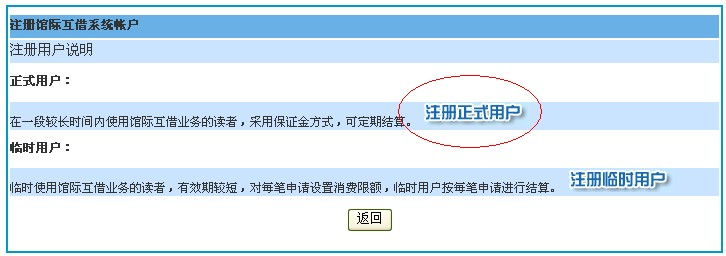 注册馆际互借系统帐户
注册用户说明
正式用户：
在一段较长时间内使用馆际互借业务的读者，采用保证金方式，可定期结算。 注册正式用户
临时用户：
临时使用馆际互借业务的读者，有效期较短，对每笔申请设置消费限额，临时用户按每笔申请进行结算。 注册临时用户
返回